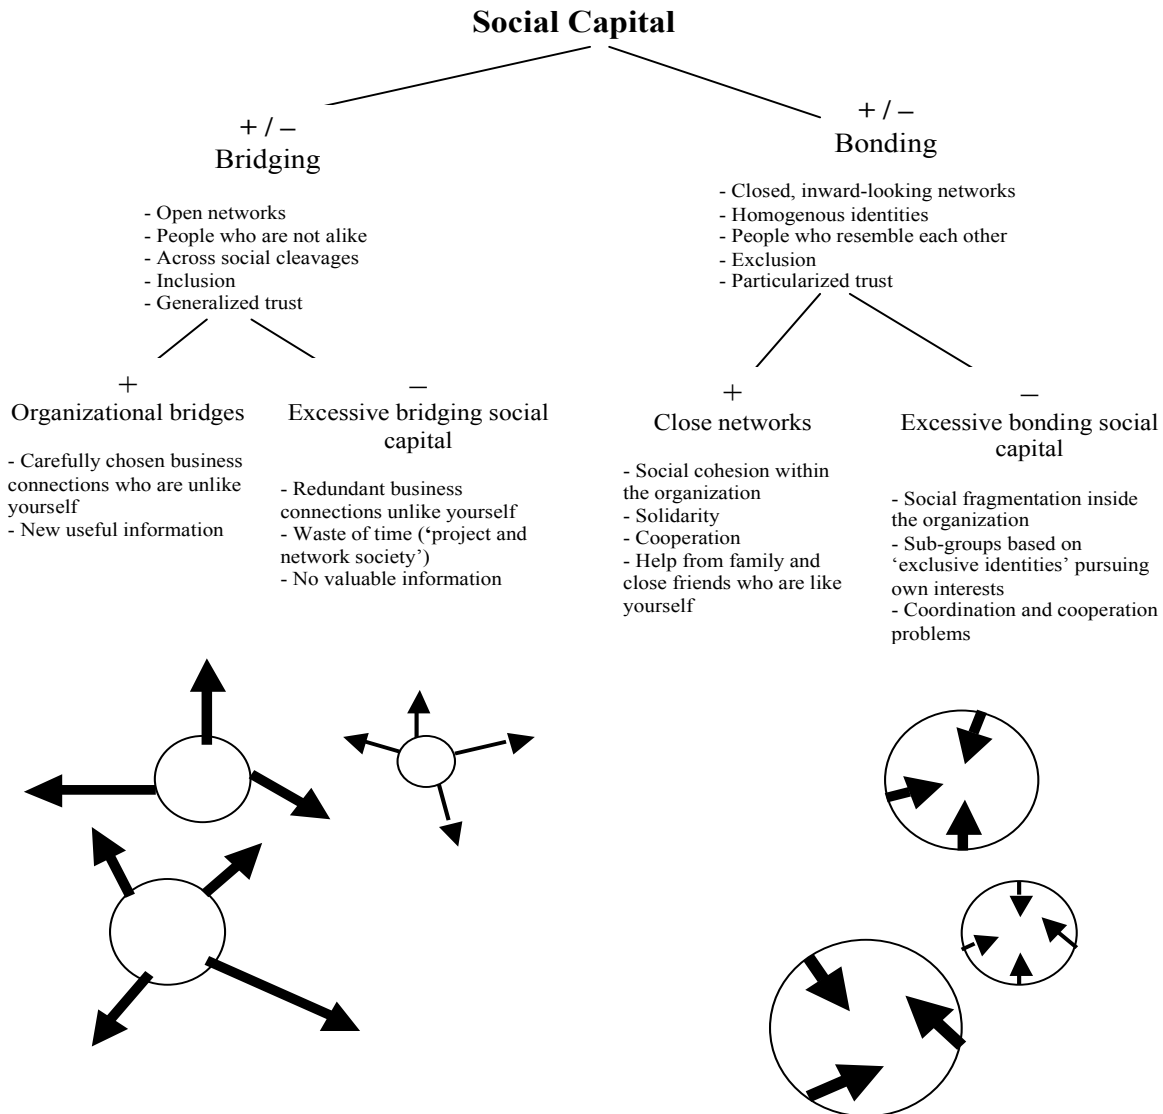 Social Capital
+ / –
Bridging
- Open networks
- People who are not alike
- Across social cleavages
- Inclusion
- Generalized trust
+ / –
Bonding
- Closed, inward-looking networks
- Homogenous identities
- People who resemble each other
- Exclusion
- Particularized trust
+
Organizational bridges
- Carefully chosen business
connections who are unlike
yourself
- New useful information
–
Excessive bridging social
capital
- Redundant business
connections unlike yourself
- Waste of time (‘project and
network society’)
- No valuable information
+
Close networks
- Social cohesion within
the organization
- Solidarity
- Cooperation
- Help from family and
close friends who are like
yourself
–
Excessive bonding social
capital
- Social fragmentation inside
the organization
- Sub-groups based on
‘exclusive identities’ pursuing
own interests
- Coordination and cooperation
problems